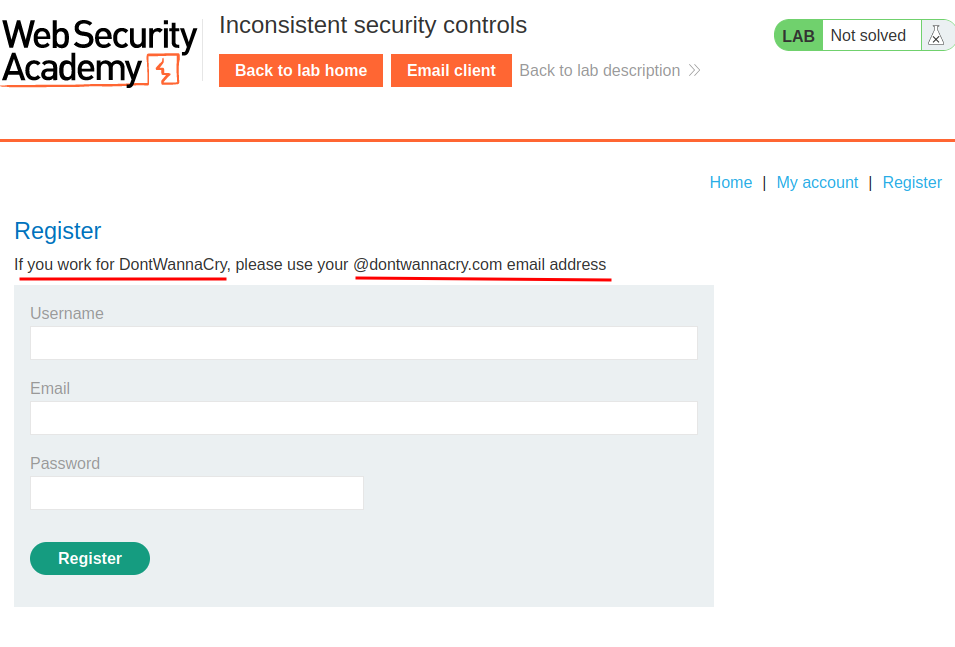 Web Security
Academy
Inconsistent security controls
Back to lab home
Email client
Back to lab description
LAB
Not solved
Home | My account | Register
Register
If you work for DontWannaCry, please use your @dontwannacry.com email address
Username
Email
Password
Register